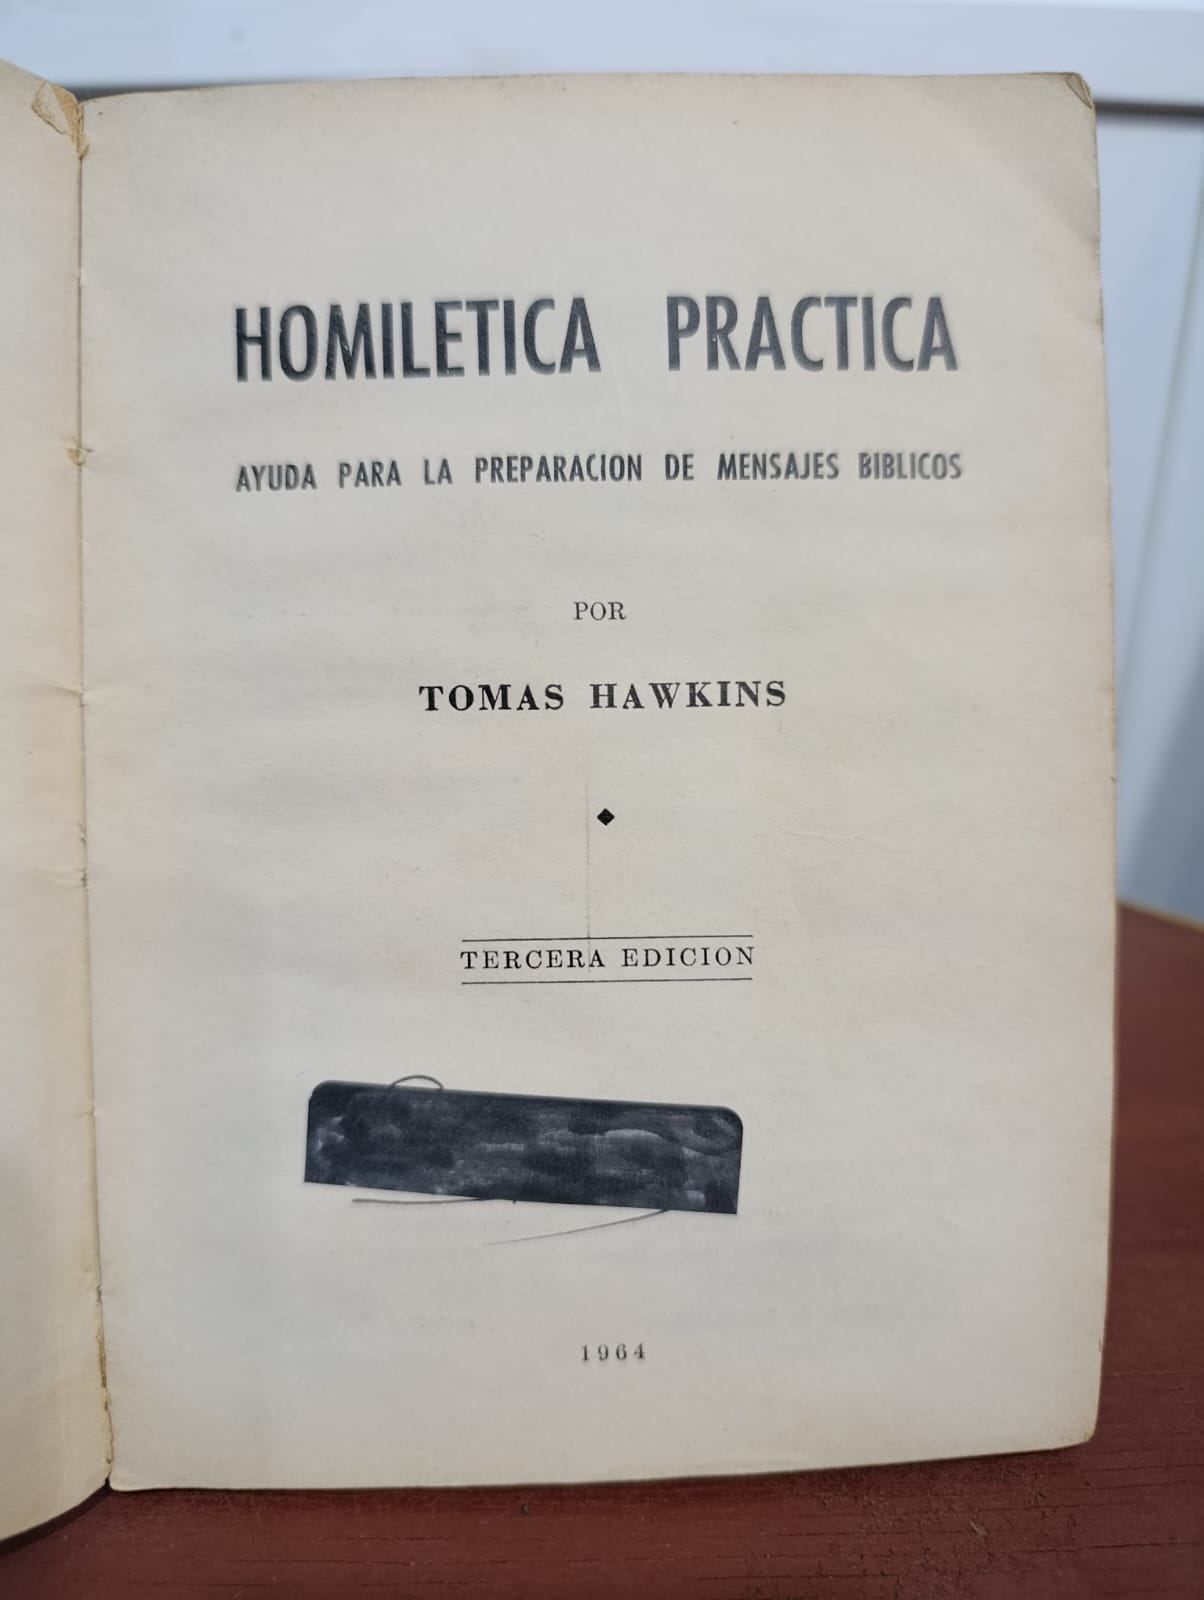 HOMILETICA PRACTICA
AYUDA PARA LA PREPARACION DE MENSAJES BIBLICOS
POR
TOMAS HAWKINS
TERCERA EDICION
1964